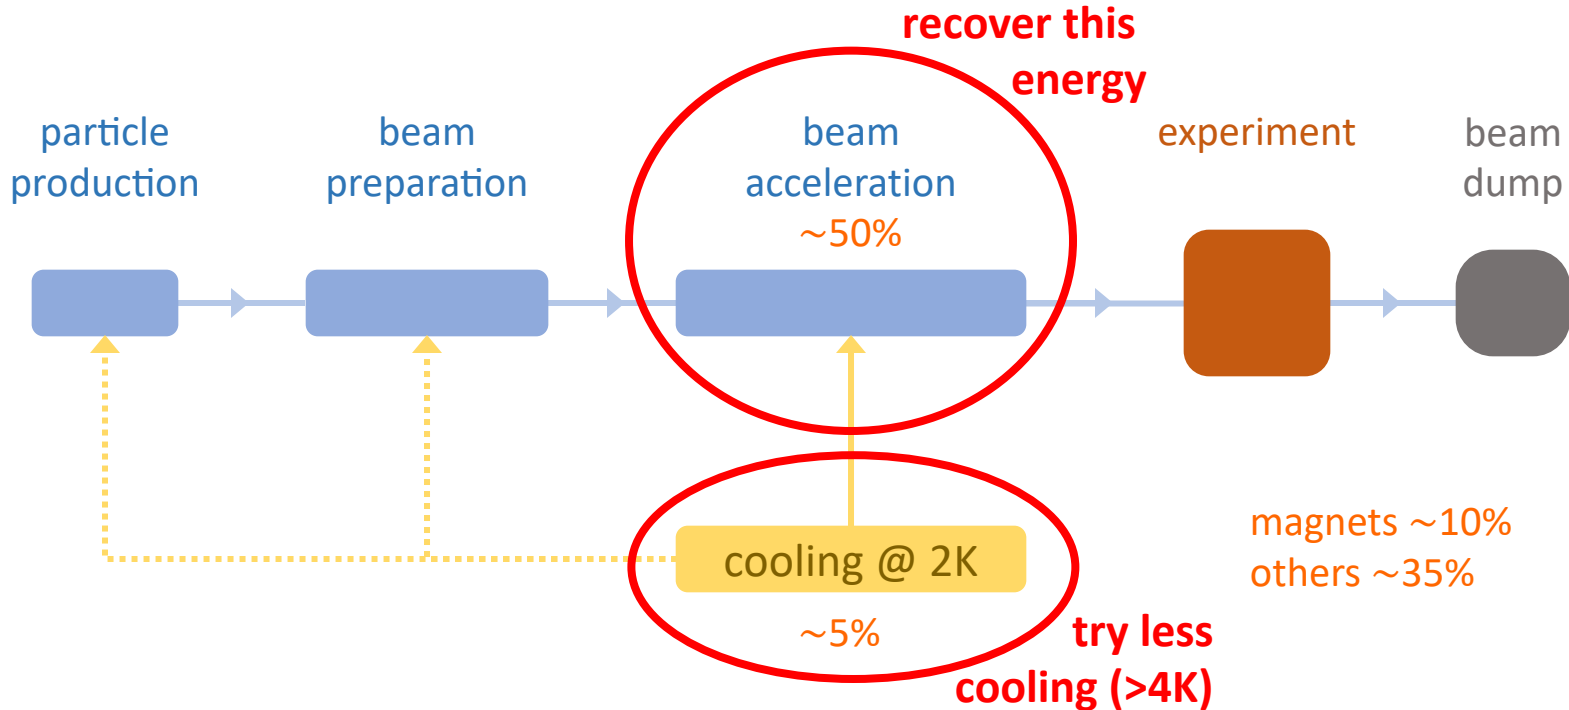 recover this
energy
particle
production
beam
preparation
beam
acceleration
~50%
experiment
beam
dump
cooling @ 2K
~5%
magnets ~10%
others ~35%
try less
cooling (>4K)